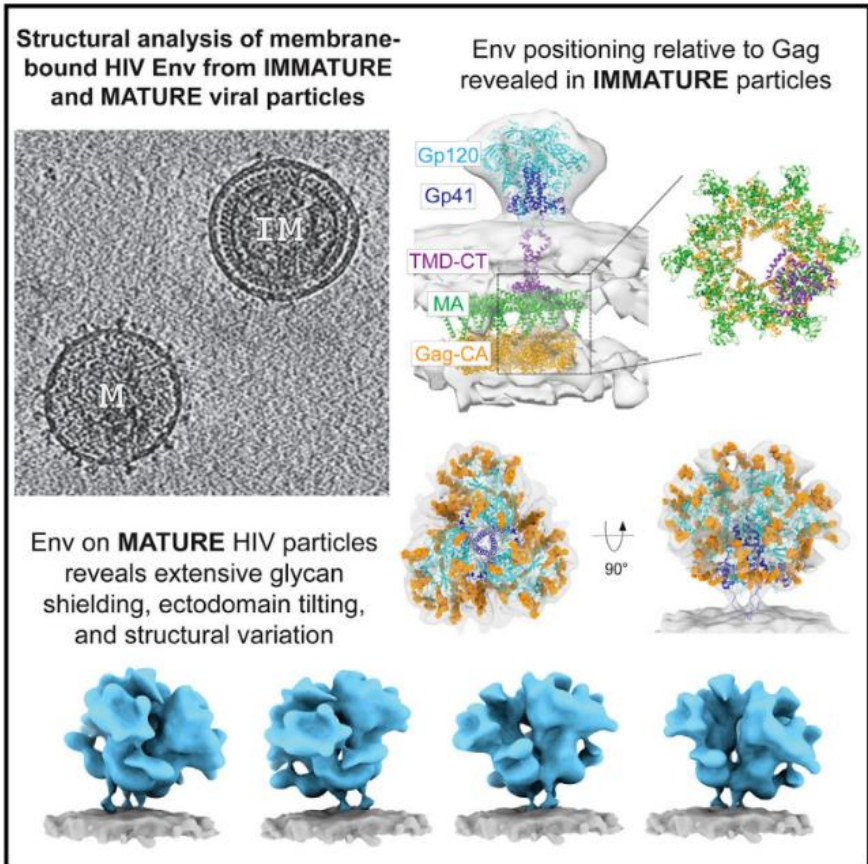 Structural analysis of membrane-
bound HIV Env from IMMATURE
and MATURE viral particles
IM
M
Env positioning relative to Gag
revealed in IMMATURE particles
Gp120
Gp41
TMD-CT
MA
Gag-CA
90°
Env on MATURE HIV particles
reveals extensive glycan
shielding, ectodomain tilting,
and structural variation